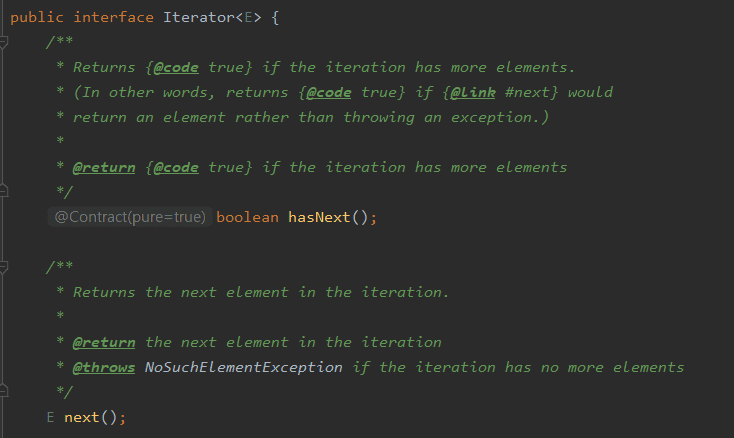 public interface Iterator<E> {
/**
* Returns {@code true} if the iteration has more elements.
* (In other words, returns {@code true} if {@link #next} would
* return an element rather than throwing an exception.)
*
* @return {@code true} if the iteration has more elements
*/
@Contract(pure=true) boolean hasNext();
/**
* Returns the next element in the iteration.
*
* @return the next element in the iteration
* @throws NoSuchElementException if the iteration has no more elements
*/
E next();